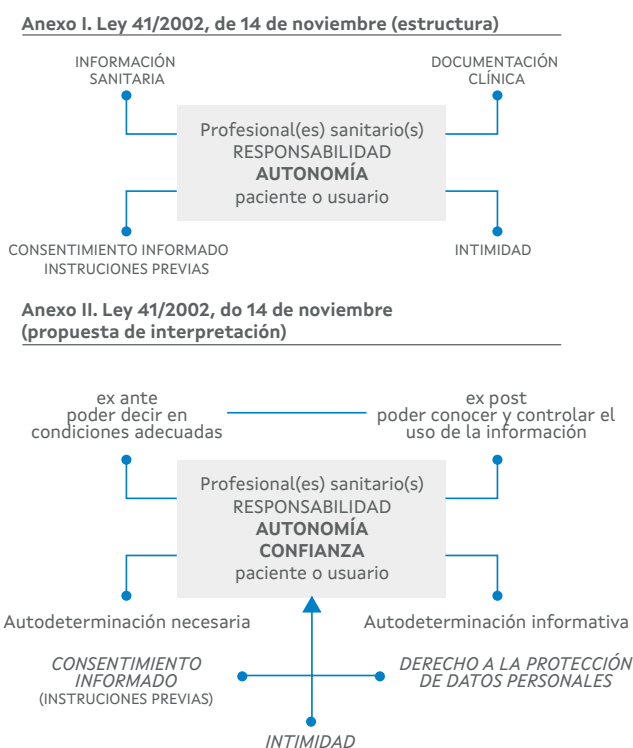 Anexo I. Ley 41/2002, de 14 de noviembre (estructura)
INFORMACIÓN
SANITARIA
DOCUMENTACIÓN
CLÍNICA
Profesional(es) sanitario(s)
RESPONSABILIDAD
AUTONOMÍA
paciente o usuario
CONSENTIMIENTO INFORMADO
INSTRUCIONES PREVIAS
INTIMIDAD
Anexo II. Ley 41/2002, do 14 de noviembre
(propuesta de interpretación)
ex ante
poder decir en
condiciones adecuadas
ex post
poder conocer y controlar el
uso de la información
Profesional(es) sanitario(s)
RESPONSABILIDAD
AUTONOMÍA
CONFIANZA
paciente o usuario
Autodeterminación necesaria
Autodeterminación informativa
CONSENTIMIENTO
INFORMADO
(INSTRUCCIONES PREVIAS)
DERECHO A LA PROTECCIÓN
DE DATOS PERSONALES
INTIMIDAD